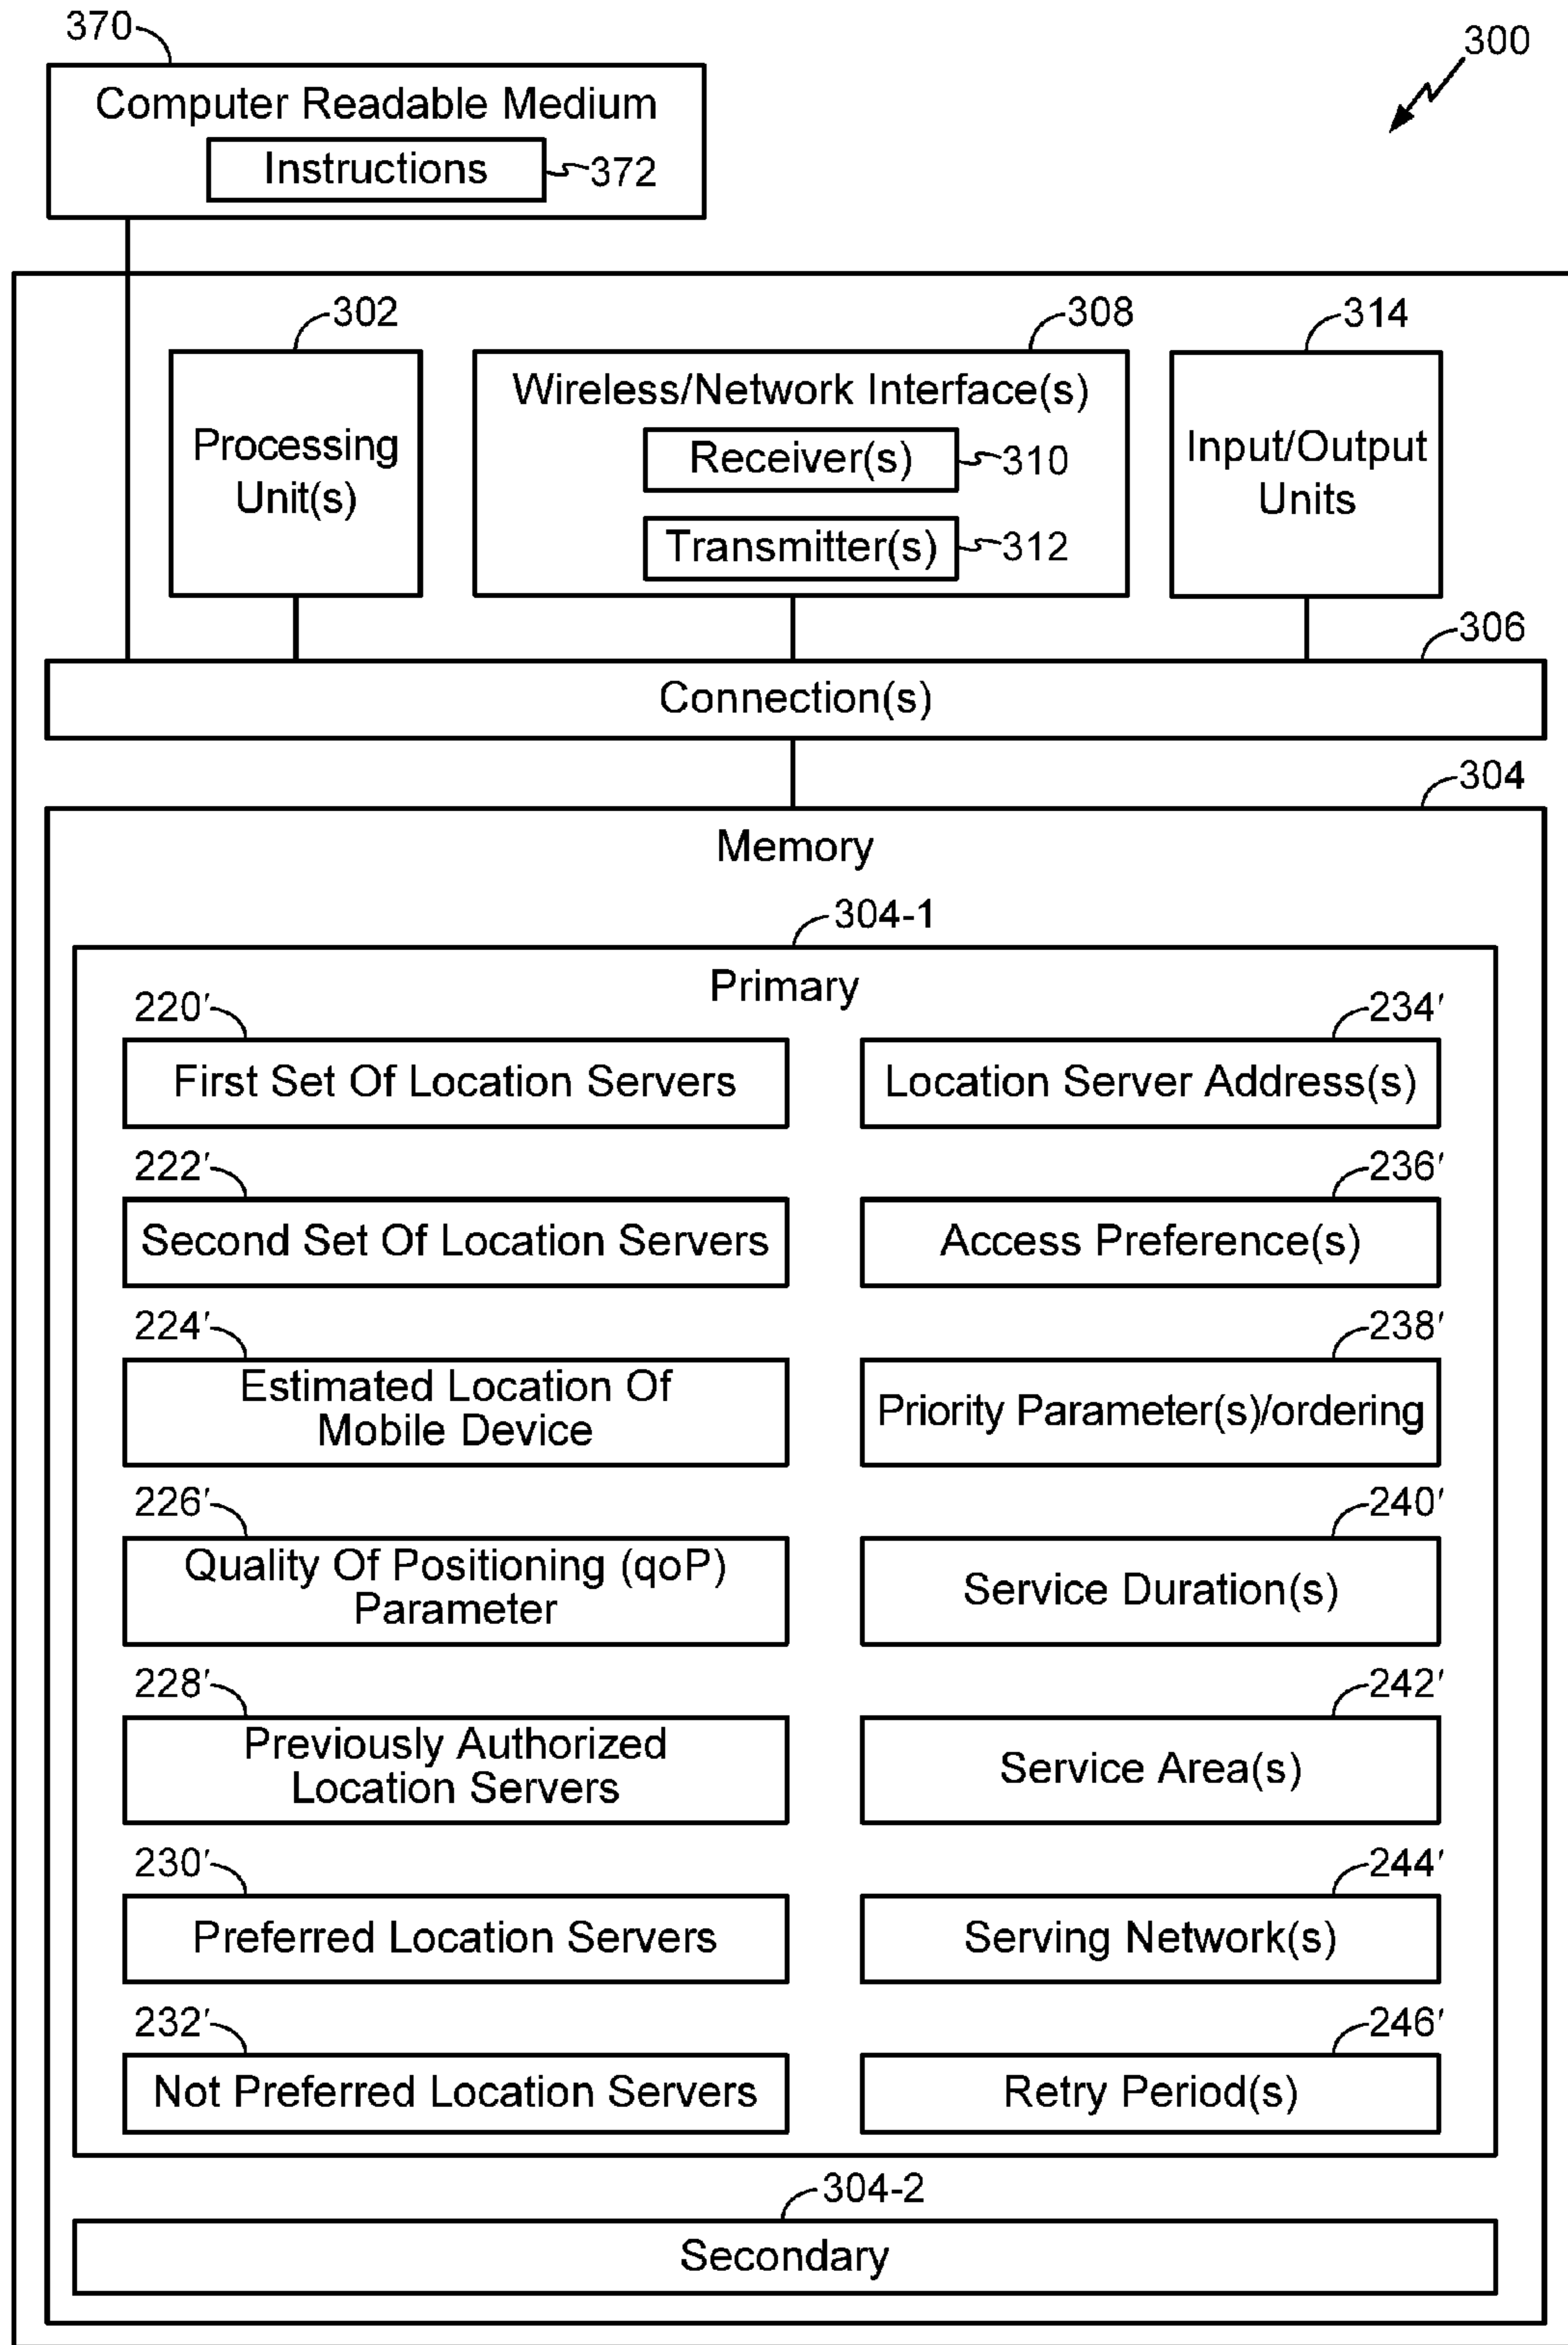 370
300
Computer Readable Medium
Instructions
372
302
308
314
Processing
Unit(s)
Wireless/Network Interface(s)
Receiver(s)
310
Transmitter(s)
312
Input/Output
Units
306
Connection(s)
304
Memory
304-1
Primary
220′
234′
First Set Of Location Servers
Location Server Address(s)
222′
236′
Second Set Of Location Servers
Access Preference(s)
224′
238′
Estimated Location Of
Mobile Device
Priority Parameter(s)/ordering
226′
240′
Quality Of Positioning (qoP)
Parameter
Service Duration(s)
228′
242′
Previously Authorized
Location Servers
Service Area(s)
230′
244′
Preferred Location Servers
Serving Network(s)
232′
246′
Not Preferred Location Servers
Retry Period(s)
304-2
Secondary